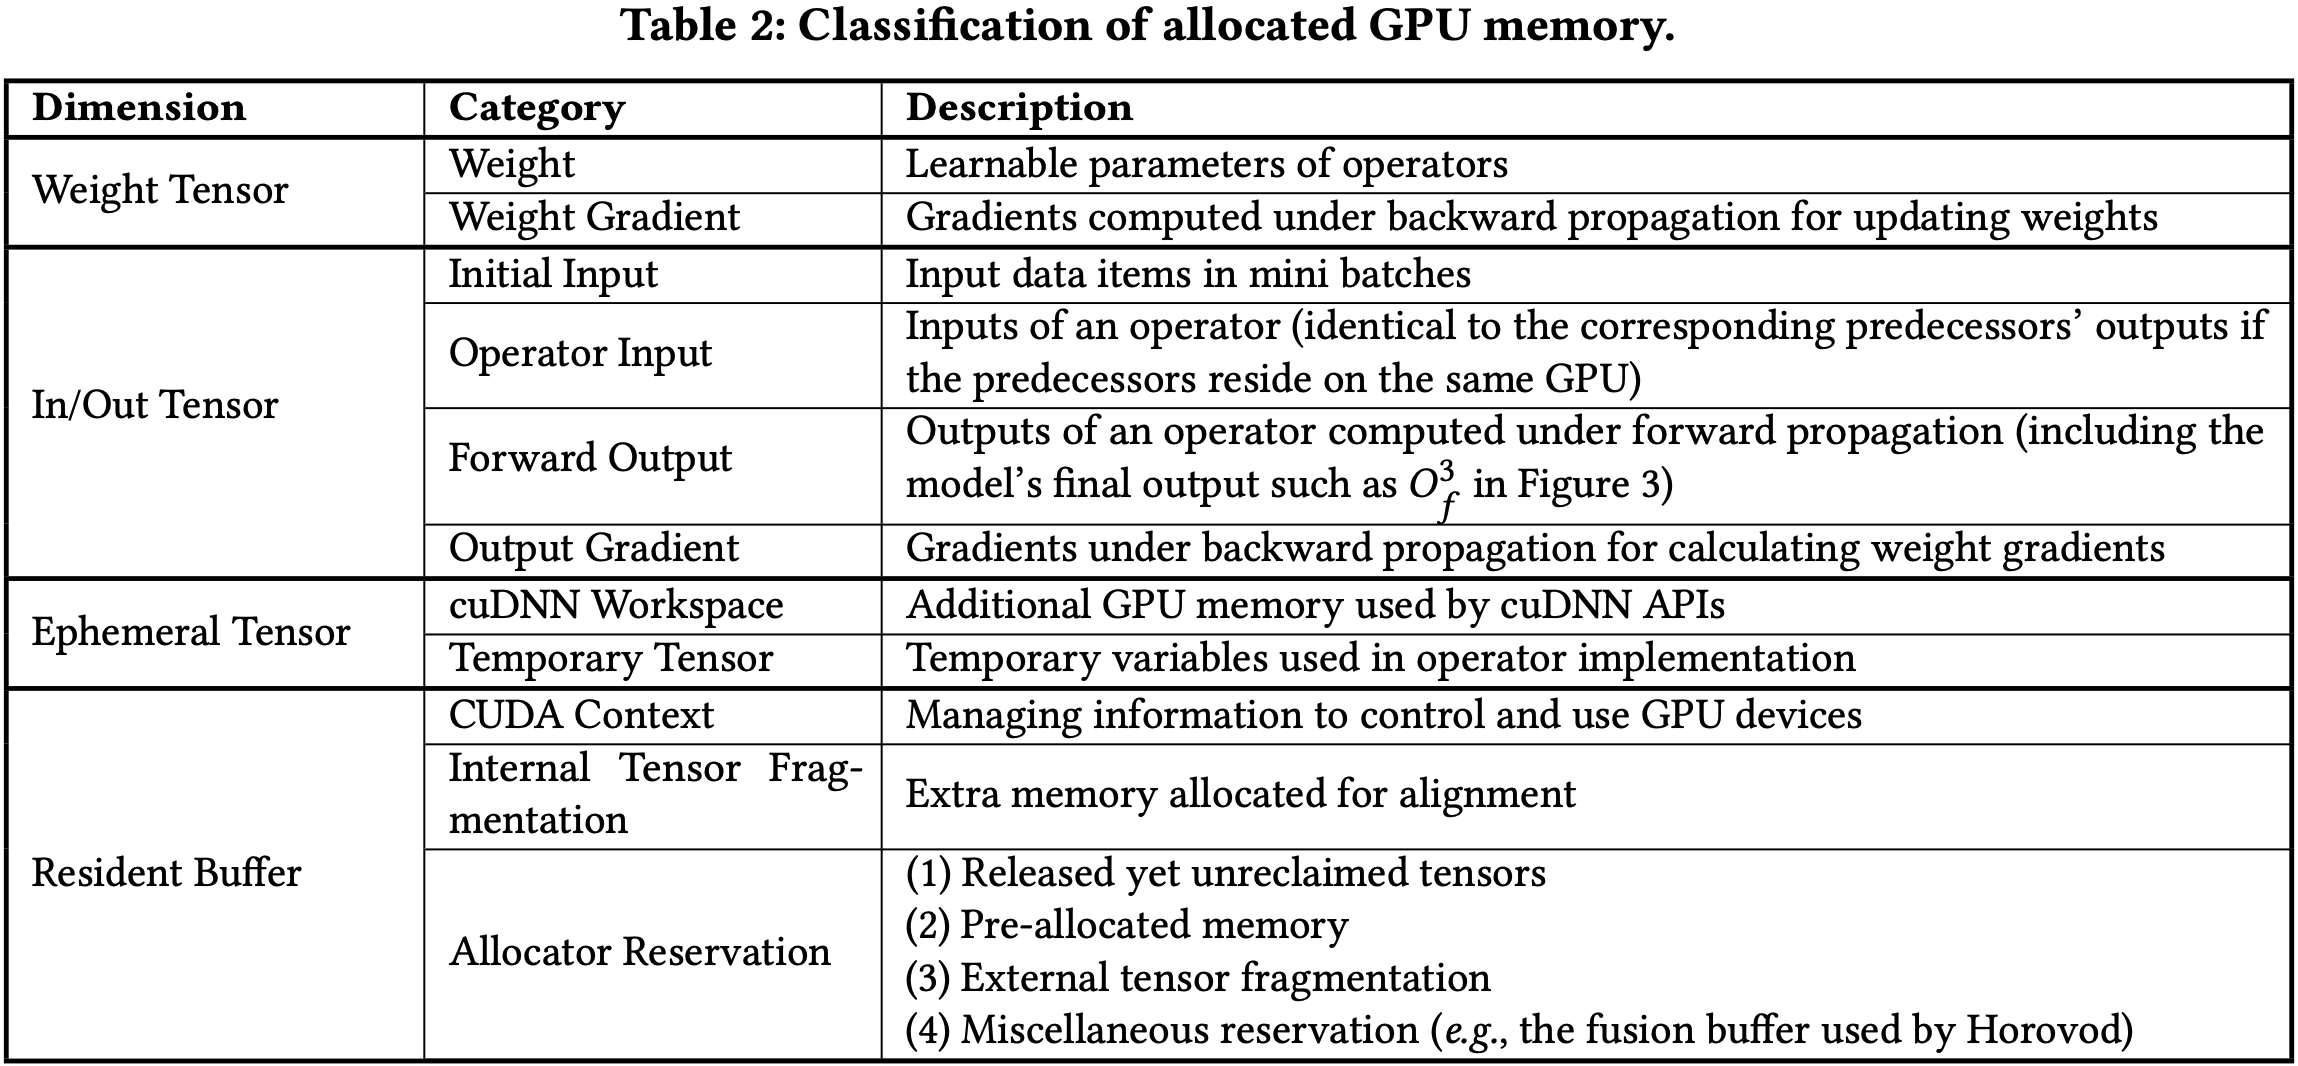 Table 2: Classification of allocated GPU memory.
Dimension Category Description
Weight Tensor
Weight Learnable parameters of operators
Weight Gradient Gradients computed under backward propagation for updating weights
In/Out Tensor
Initial Input Input data items in mini batches
Operator Input
Inputs of an operator (identical to the corresponding predecessors’ outputs if
the predecessors reside on the same GPU)
Forward Output
Outputs of an operator computed under forward propagation (including the
model’s final output such as $O_f^3$ in Figure 3)
Output Gradient Gradients under backward propagation for calculating weight gradients
Ephemeral Tensor
cuDNN Workspace Additional GPU memory used by cuDNN APIs
Temporary Tensor Temporary variables used in operator implementation
Resident Buffer
CUDA Context Managing information to control and use GPU devices
Internal Tensor Frag-
mentation
Extra memory allocated for alignment
Allocator Reservation
(1) Released yet unreclaimed tensors
(2) Pre-allocated memory
(3) External tensor fragmentation
(4) Miscellaneous reservation (e.g., the fusion buffer used by Horovod)